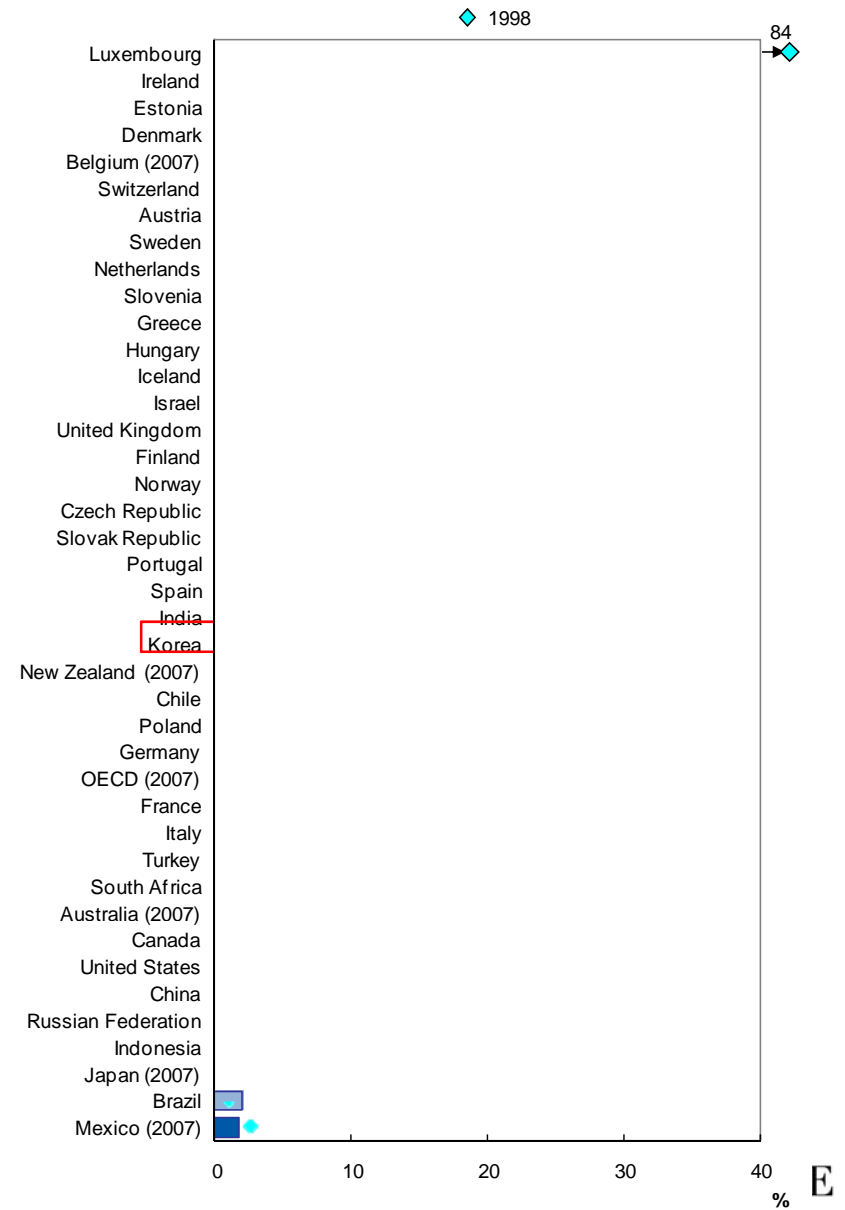 1998
84
Luxembourg
Ireland
Estonia
Denmark
Belgium (2007)
Switzerland
Austria
Sweden
Netherlands
Slovenia
Greece
Hungary
Iceland
Israel
United Kingdom
Finland
Norway
Czech Republic
Slovak Republic
Portugal
Spain
India
Korea
New Zealand (2007)
Chile
Poland
Germany
OECD (2007)
France
Italy
Turkey
South Africa
Australia (2007)
Canada
United States
China
Russian Federation
Indonesia
Japan (2007)
Brazil
Mexico (2007)
0 10 20 30 40
%
E